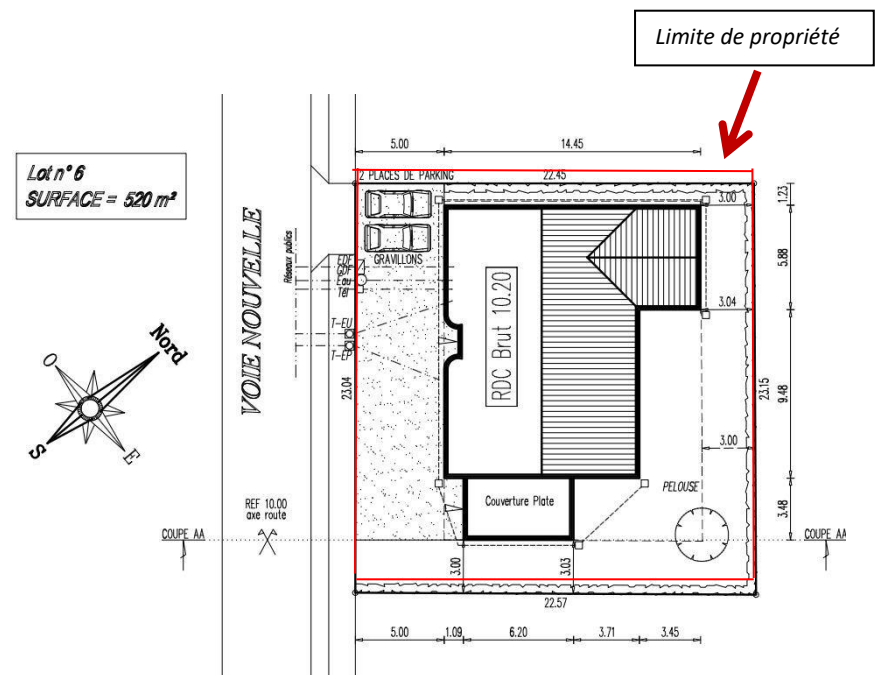 Limite de propriété
5.00
14.45
Lot n° 6
SURFACE = 520 m²
2 PLACES DE PARKING
22.45
3.00
1.23
VOIE NOUVELLE
Réseaux publics
EDF
GDF
Eau
Tél
GRAVILLONS
5.88
T-EU
T-EP
3.04
RDC Brut 10.20
Nord
O
S
E
23.04
23.15
9.48
3.00
PELOUSE
Couverture Plate
3.48
REF 10.00
axe route
COUPE AA
COUPE AA
3.00
3.03
22.57
5.00
1.09
6.20
3.71
3.45